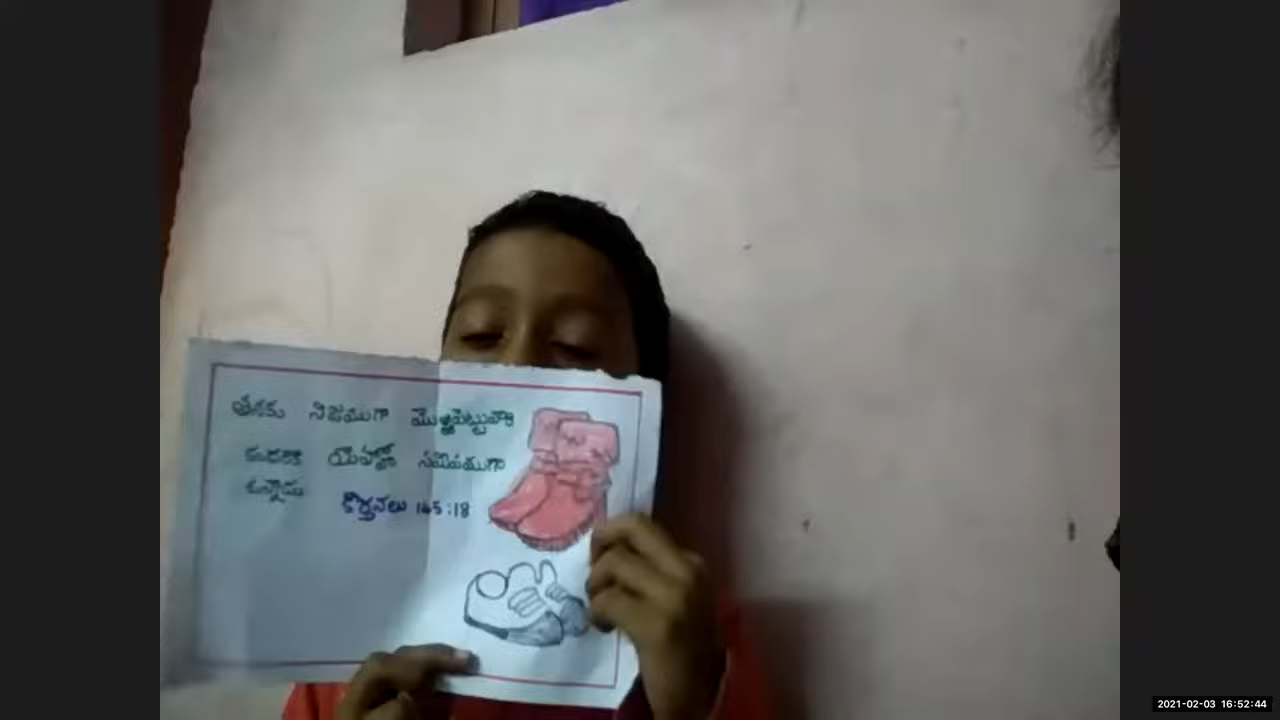 తనకు నిజముగా మొఱ్ఱపెట్టువారి
కందరికి యెహోవా సమీపముగా
ఉన్నాడు
కీర్తనలు 145:18
2021-02-03 16:52:44